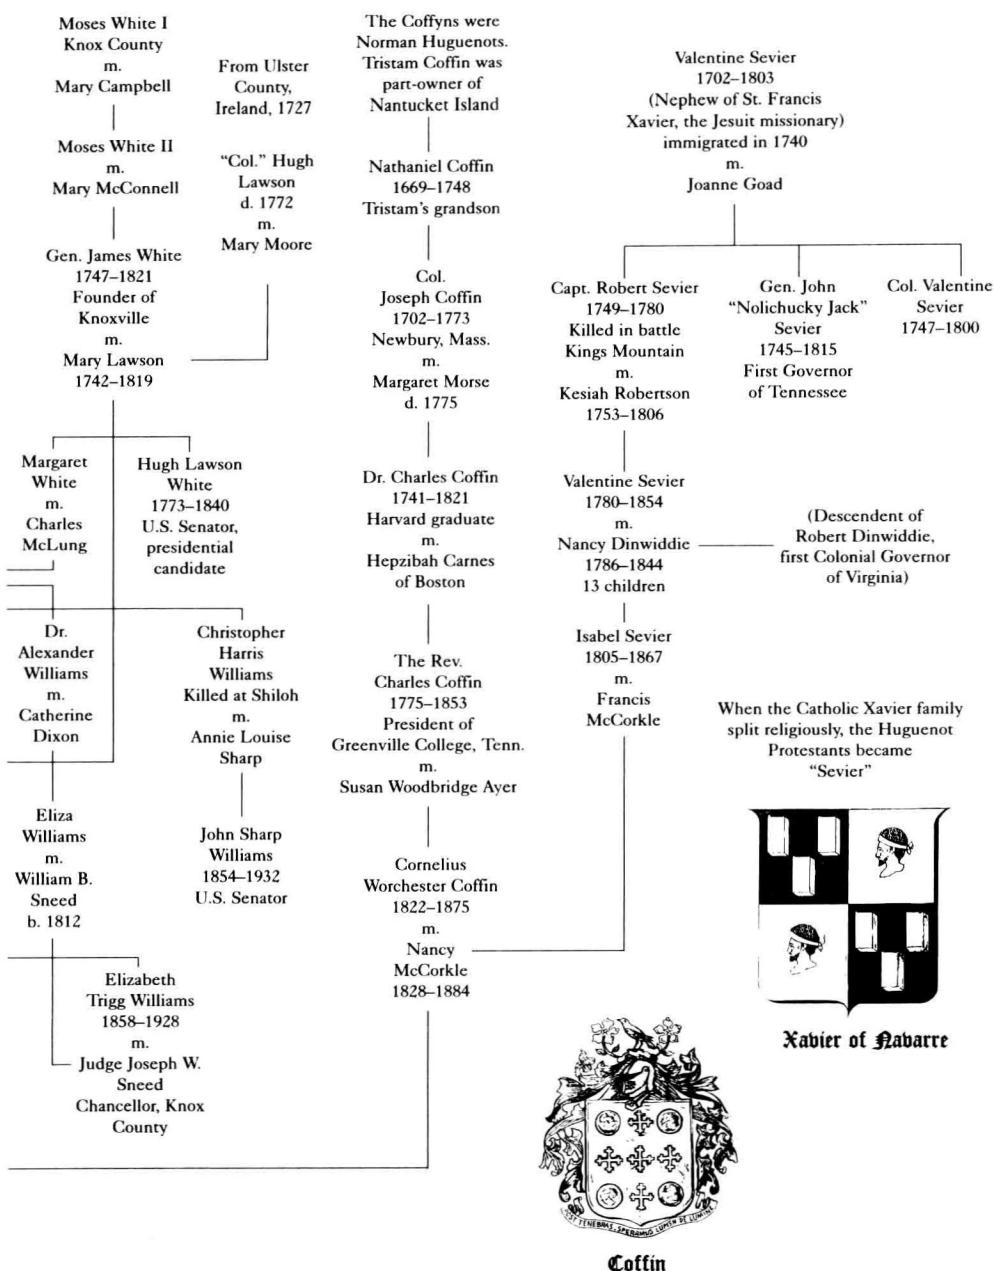 Moses White I
Knox County
m.
Mary Campbell
Moses White II
m.
Mary McConnell
Gen. James White
1747–1821
Founder of
Knoxville
m.
Mary Lawson
1742–1819
From Ulster
County,
Ireland, 1727
“Col.” Hugh
Lawson
d. 1772
m.
Mary Moore
Margaret
White
m.
Charles
McLung
Hugh Lawson
White
1773–1840
U.S. Senator,
presidential
candidate
Dr.
Alexander
Williams
m.
Catherine
Dixon
Christopher
Harris
Williams
Killed at Shiloh
m.
Annie Louise
Sharp
Eliza
Williams
m.
William B.
Sneed
b. 1812
John Sharp
Williams
1854–1932
U.S. Senator
Elizabeth
Trigg Williams
1858–1928
m.
Judge Joseph W.
Sneed
Chancellor, Knox
County
The Coffyns were
Norman Huguenots.
Tristam Coffin was
part-owner of
Nantucket Island
Nathaniel Coffin
1669–1748
Tristam’s grandson
Col.
Joseph Coffin
1702–1773
Newbury, Mass.
m.
Margaret Morse
d. 1775
Dr. Charles Coffin
1741–1821
Harvard graduate
m.
Hepzibah Carnes
of Boston
The Rev.
Charles Coffin
1775–1853
President of
Greenville College, Tenn.
m.
Susan Woodbridge Ayer
Cornelius
Worchester Coffin
1822–1875
m.
Nancy
McCorkle
1828–1884
Valentine Sevier
1702–1803
(Nephew of St. Francis
Xavier, the Jesuit missionary)
immigrated in 1740
m.
Joanne Goad
Capt. Robert Sevier
1749–1780
Killed in battle
Kings Mountain
m.
Kesiah Robertson
1753–1806
Gen. John
“Nolichucky Jack”
Sevier
1745–1815
First Governor
of Tennessee
Col. Valentine
Sevier
1747–1800
Valentine Sevier
1780–1854
m.
Nancy Dinwiddie
1786–1844
13 children
(Descendent of
Robert Dinwiddie,
first Colonial Governor
of Virginia)
Isabel Sevier
1805–1867
m.
Francis
McCorkle
When the Catholic Xavier family
split religiously, the Huguenot
Protestants became
“Sevier”
Xavier of Navarre
POST TENEBRAS, SPERAMUS LUMEN DE LUMINE
Coffin